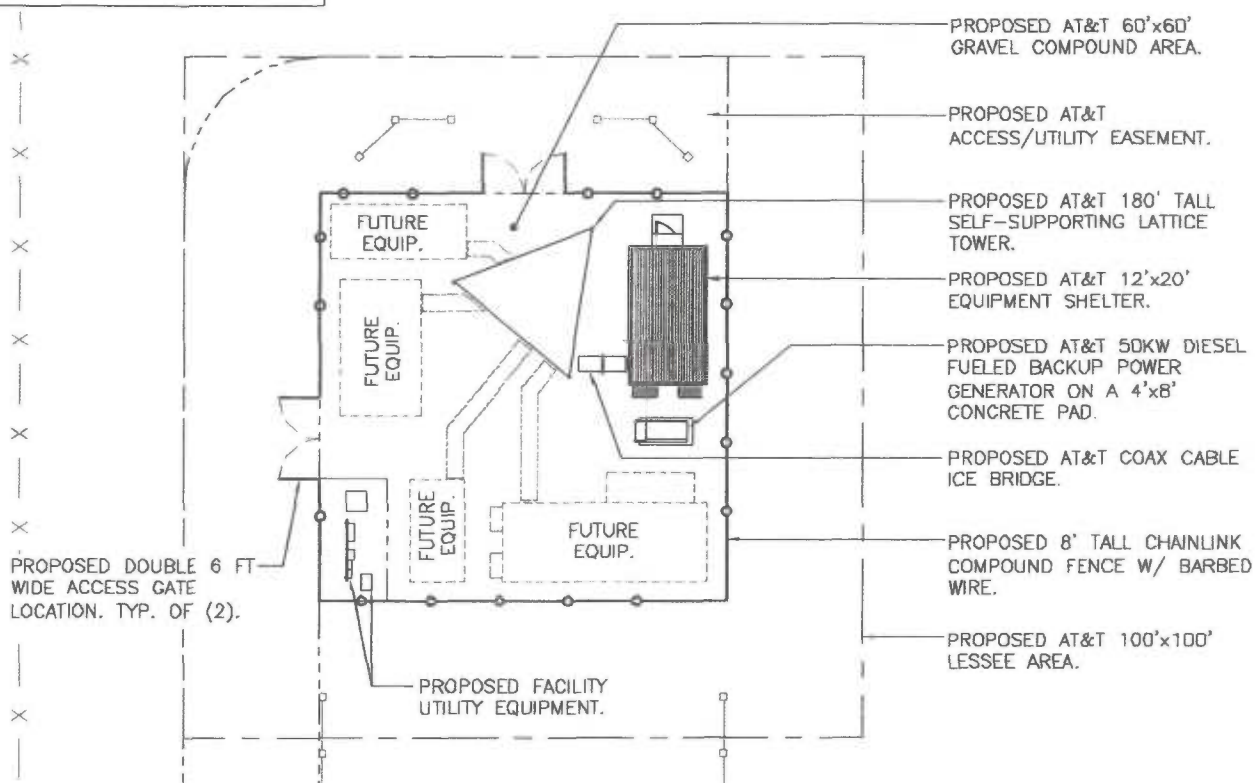 PROPOSED AT&T 60'x60'
GRAVEL COMPOUND AREA.
PROPOSED AT&T
ACCESS/UTILITY EASEMENT.
PROPOSED AT&T 180' TALL
SELF-SUPPORTING LATTICE
TOWER.
PROPOSED AT&T 12'x20'
EQUIPMENT SHELTER.
PROPOSED AT&T 50KW DIESEL
FUELED BACKUP POWER
GENERATOR ON A 4'x8'
CONCRETE PAD.
PROPOSED AT&T COAX CABLE
ICE BRIDGE.
PROPOSED 8' TALL CHAINLINK
COMPOUND FENCE W/ BARBED
WIRE.
PROPOSED AT&T 100'x100'
LESSEE AREA.
FUTURE
EQUIP.
FUTURE
EQUIP.
FUTURE
EQUIP.
FUTURE
EQUIP.
PROPOSED DOUBLE 6 FT
WIDE ACCESS GATE
LOCATION. TYP. OF (2).
PROPOSED FACILITY
UTILITY EQUIPMENT.